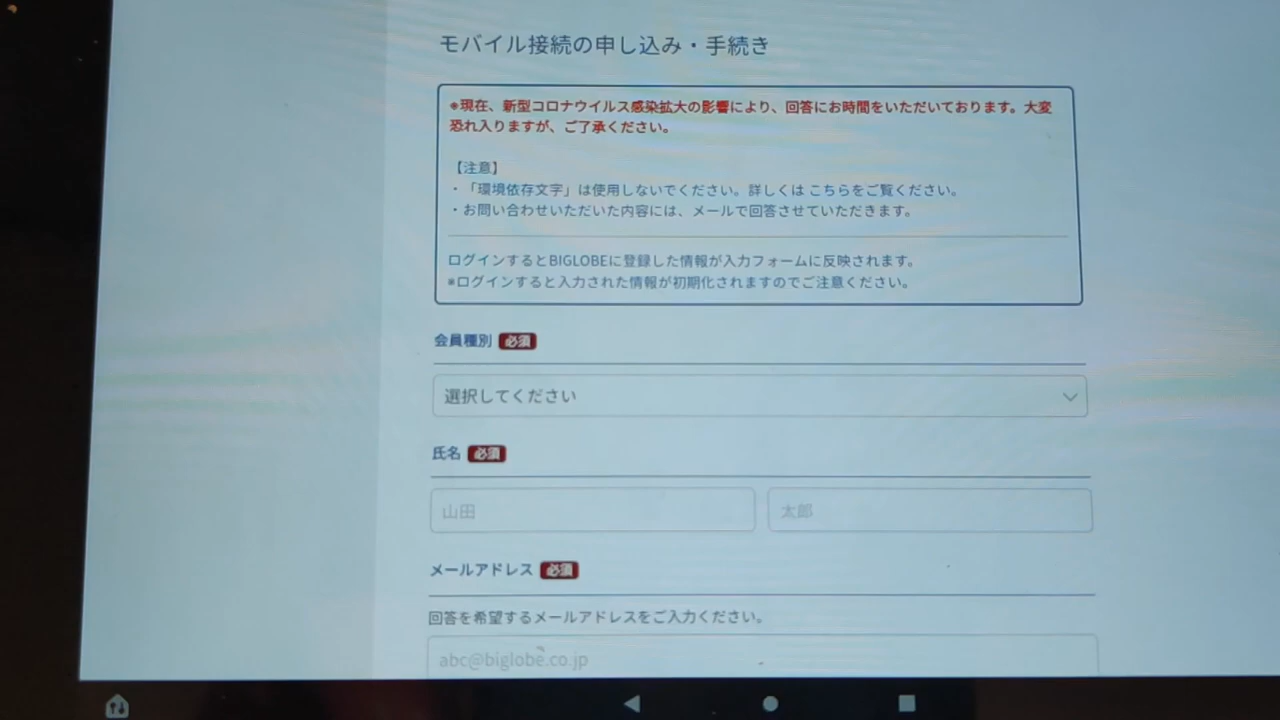 モバイル接続の申し込み・手続き
※現在、新型コロナウイルス感染拡大の影響により、回答にお時間をいただいております。大変
恐れ入りますが、ご了承ください。
【注意】
・「環境依存文字」は使用しないでください。詳しくは こちらをご覧ください。
・お問い合わせいただいた内容には、メールで回答させていただきます。
ログインするとBIGLOBEに登録した情報が入力フォームに反映されます。
※ログインすると入力された情報が初期化されますのでご注意ください。
会員種別 必須
選択してください
氏名 必須
山田 太郎
メールアドレス 必須
回答を希望するメールアドレスをご入力ください。
abc@biglobe.co.jp